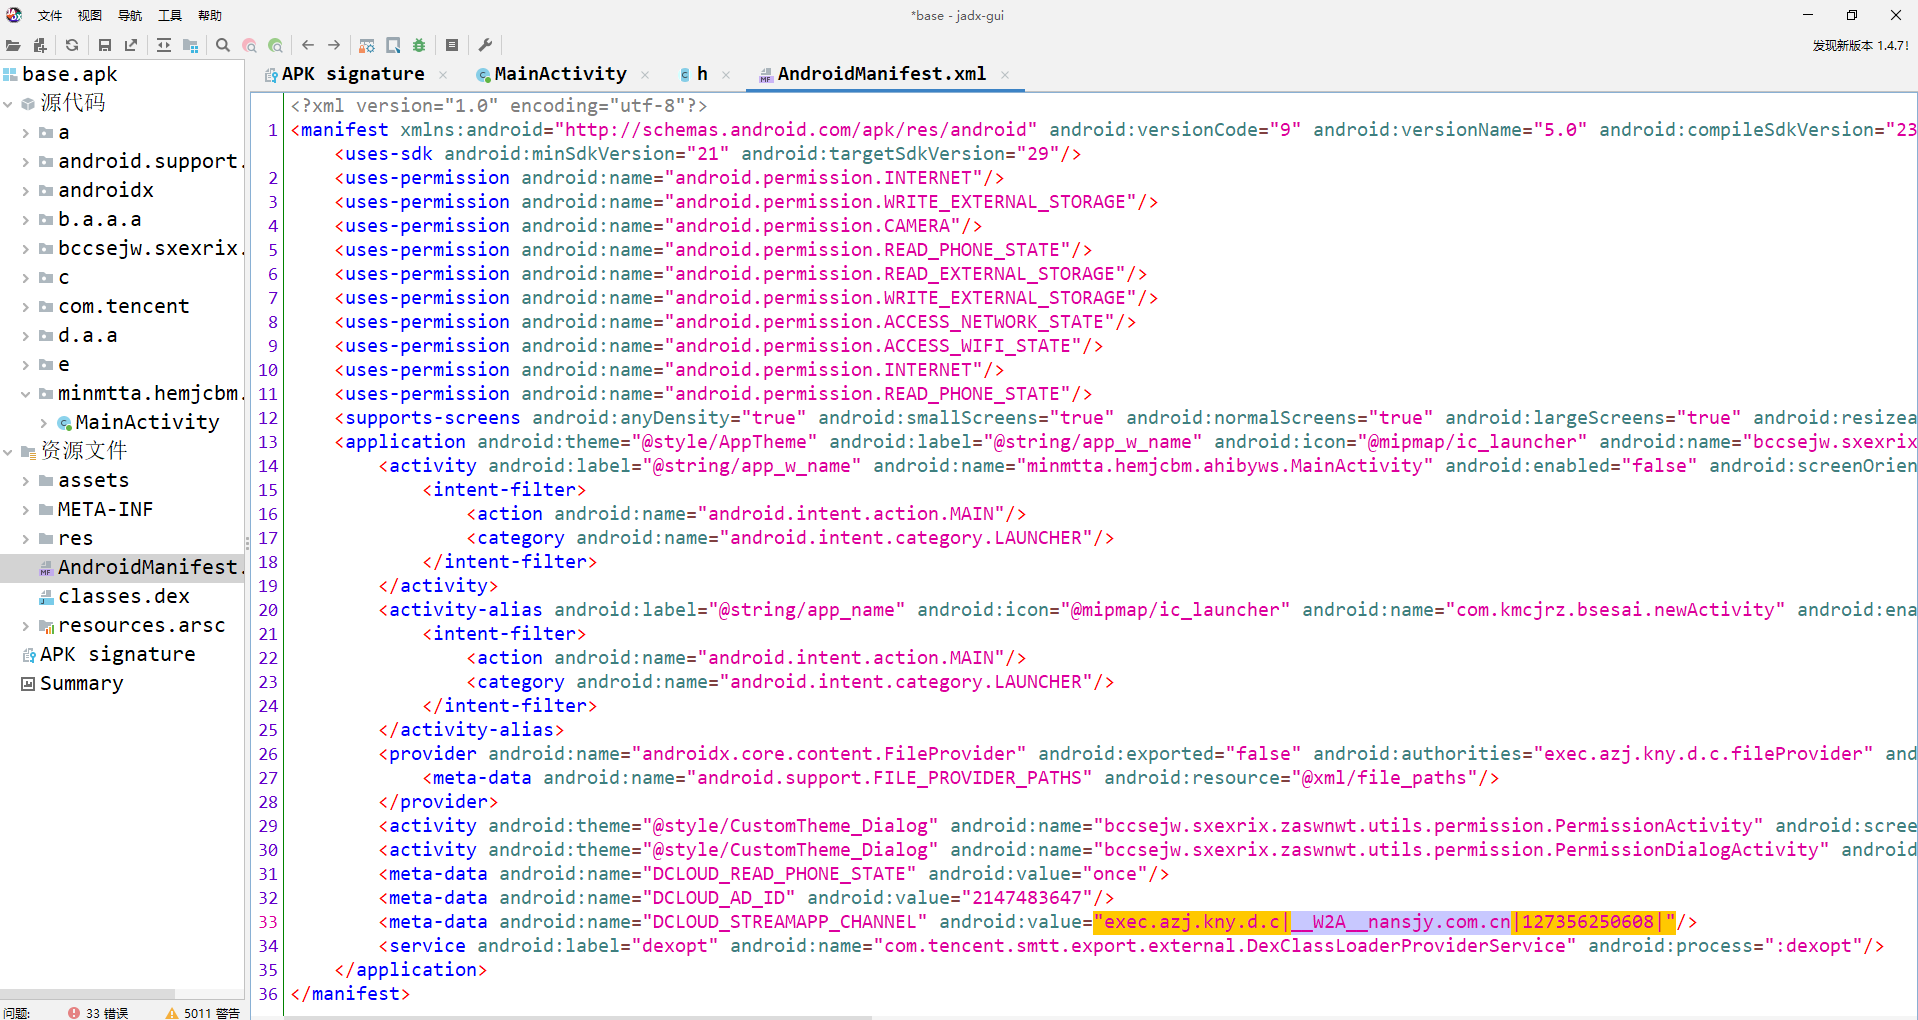 *base - jadx-gui
文件 视图 导航 工具 帮助
发现新版本 1.4.7!
base.apk
源代码
a
android.support.
androidx
b.a.a.a
bccsejw.sxexrix.
c
com.tencent
d.a.a
e
minmtta.hemjcbm.
MainActivity
资源文件
assets
META-INF
res
AndroidManifest.
classes.dex
resources.arsc
APK signature
Summary
问题: 33 错误 5011 警告
APK signature × MainActivity × h × AndroidManifest.xml ×
<?xml version="1.0" encoding="utf-8"?>
1 <manifest xmlns:android="http://schemas.android.com/apk/res/android" android:versionCode="9" android:versionName="5.0" android:compileSdkVersion="23
<uses-sdk android:minSdkVersion="21" android:targetSdkVersion="29"/>
2 <uses-permission android:name="android.permission.INTERNET"/>
3 <uses-permission android:name="android.permission.WRITE_EXTERNAL_STORAGE"/>
4 <uses-permission android:name="android.permission.CAMERA"/>
5 <uses-permission android:name="android.permission.READ_PHONE_STATE"/>
6 <uses-permission android:name="android.permission.READ_EXTERNAL_STORAGE"/>
7 <uses-permission android:name="android.permission.WRITE_EXTERNAL_STORAGE"/>
8 <uses-permission android:name="android.permission.ACCESS_NETWORK_STATE"/>
9 <uses-permission android:name="android.permission.ACCESS_WIFI_STATE"/>
10 <uses-permission android:name="android.permission.INTERNET"/>
11 <uses-permission android:name="android.permission.READ_PHONE_STATE"/>
12 <supports-screens android:anyDensity="true" android:smallScreens="true" android:normalScreens="true" android:largeScreens="true" android:resizea
13 <application android:theme="@style/AppTheme" android:label="@string/app_w_name" android:icon="@mipmap/ic_launcher" android:name="bccsejw.sxexrix
14 <activity android:label="@string/app_w_name" android:name="minmtta.hemjcbm.ahibyws.MainActivity" android:enabled="false" android:screenOrien
15 <intent-filter>
16 <action android:name="android.intent.action.MAIN"/>
17 <category android:name="android.intent.category.LAUNCHER"/>
18 </intent-filter>
19 </activity>
20 <activity-alias android:label="@string/app_name" android:icon="@mipmap/ic_launcher" android:name="com.kmcjrz.bsesai.newActivity" android:ena
21 <intent-filter>
22 <action android:name="android.intent.action.MAIN"/>
23 <category android:name="android.intent.category.LAUNCHER"/>
24 </intent-filter>
25 </activity-alias>
26 <provider android:name="androidx.core.content.FileProvider" android:exported="false" android:authorities="exec.azj.kny.d.c.fileProvider" and
27 <meta-data android:name="android.support.FILE_PROVIDER_PATHS" android:resource="@xml/file_paths"/>
28 </provider>
29 <activity android:theme="@style/CustomTheme_Dialog" android:name="bccsejw.sxexrix.zaswnwt.utils.permission.PermissionActivity" android:scree
30 <activity android:theme="@style/CustomTheme_Dialog" android:name="bccsejw.sxexrix.zaswnwt.utils.permission.PermissionDialogActivity" android
31 <meta-data android:name="DCLOUD_READ_PHONE_STATE" android:value="once"/>
32 <meta-data android:name="DCLOUD_AD_ID" android:value="2147483647"/>
33 <meta-data android:name="DCLOUD_STREAMAPP_CHANNEL" android:value="exec.azj.kny.d.c|__W2A__nansjy.com.cn|127356250608|"/>
34 <service android:label="dexopt" android:name="com.tencent.smtt.export.external.DexClassLoaderProviderService" android:process=":dexopt"/>
35 </application>
36 </manifest>